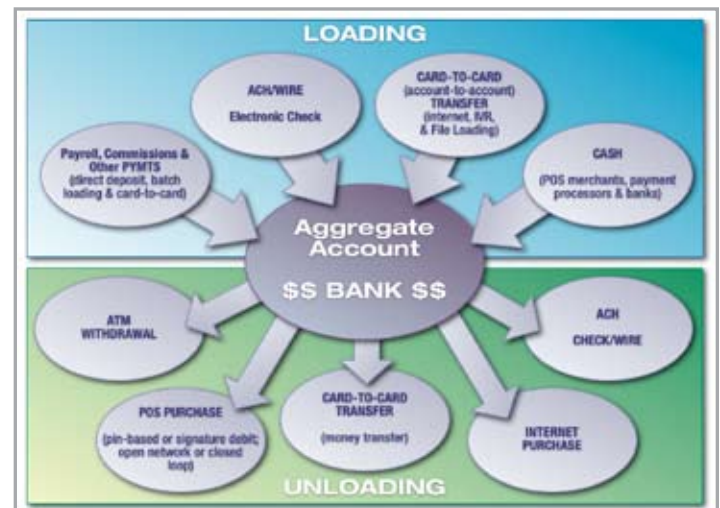 LOADING
ACH/WIRE
Electronic Check
CARD-TO-CARD
(account-to-account)
TRANSFER
(internet, IVR,
& File Loading)
Payroll, Commissions &
Other PYMTS
(direct deposit, batch
loading & card-to-card)
CASH
(POS merchants, payment
processors & banks)
Aggregate
Account
$$ BANK $$
ATM
WITHDRAWAL
ACH
CHECK/WIRE
POS PURCHASE
(pin-based or signature debit;
open network or closed
loop)
CARD-TO-CARD
TRANSFER
(money transfer)
INTERNET
PURCHASE
UNLOADING